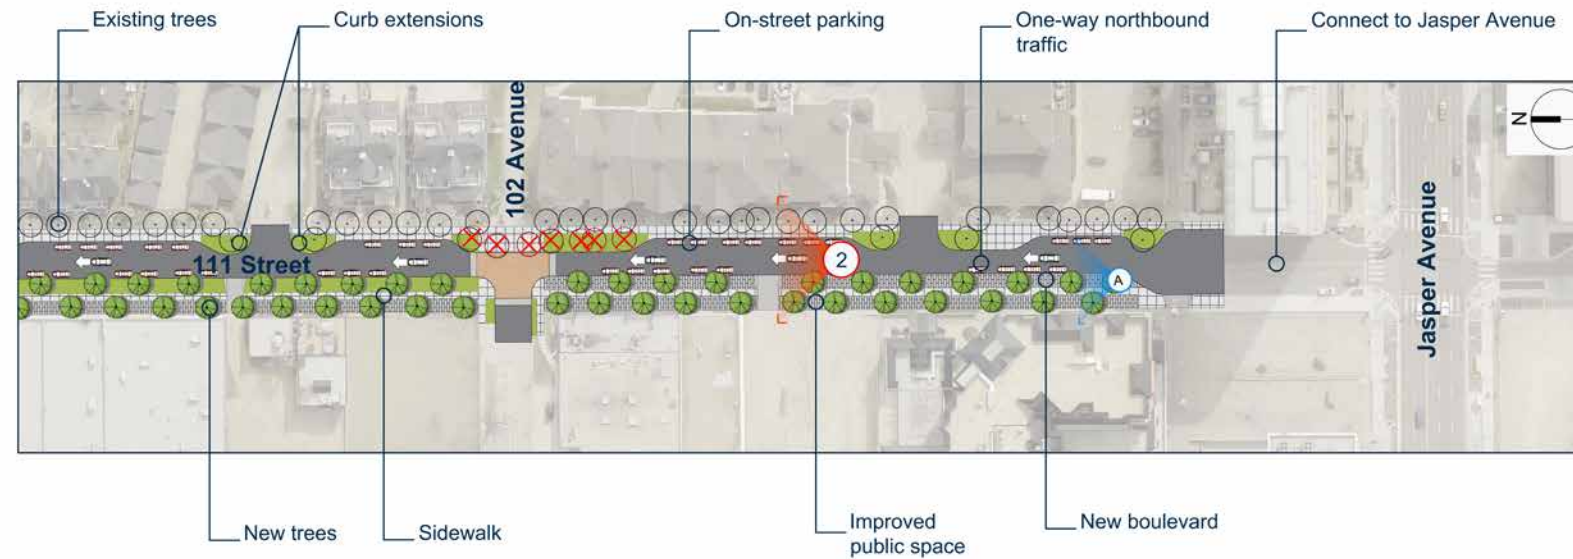 Existing trees
Curb extensions
On-street parking
One-way northbound
traffic
Connect to Jasper Avenue
102 Avenue
N
111 Street
2
A
Jasper Avenue
New trees
Sidewalk
Improved
public space
New boulevard